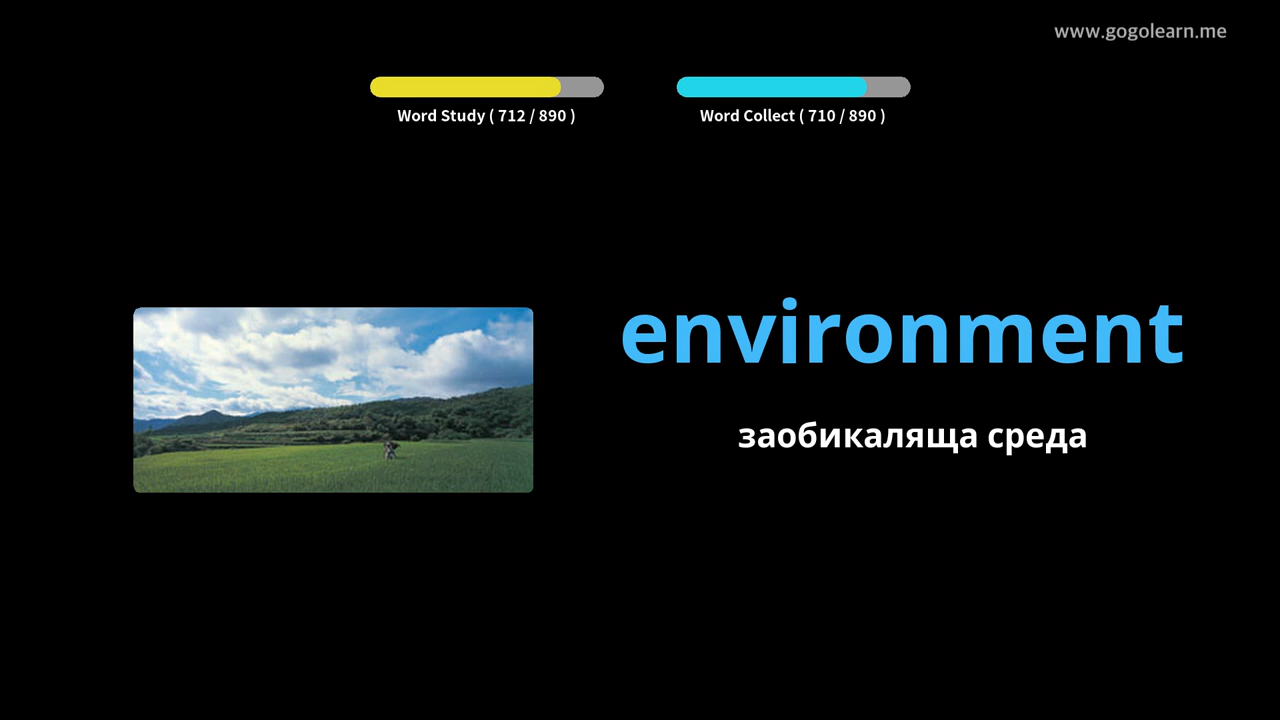 www.gogolearn.me
Word Study ( 712 / 890 )
Word Collect ( 710 / 890 )
environment
заобикаляща среда